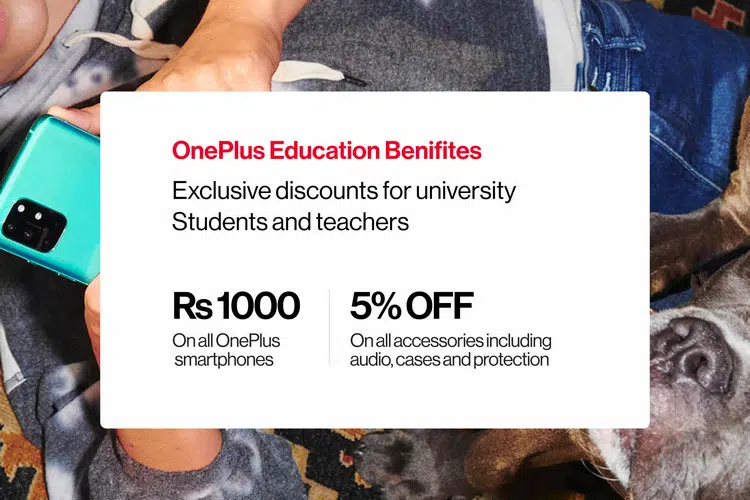 OnePlus Education Benifites
Exclusive discounts for university
Students and teachers
Rs 1000
On all OnePlus
smartphones
5% OFF
On all accessories including
audio, cases and protection